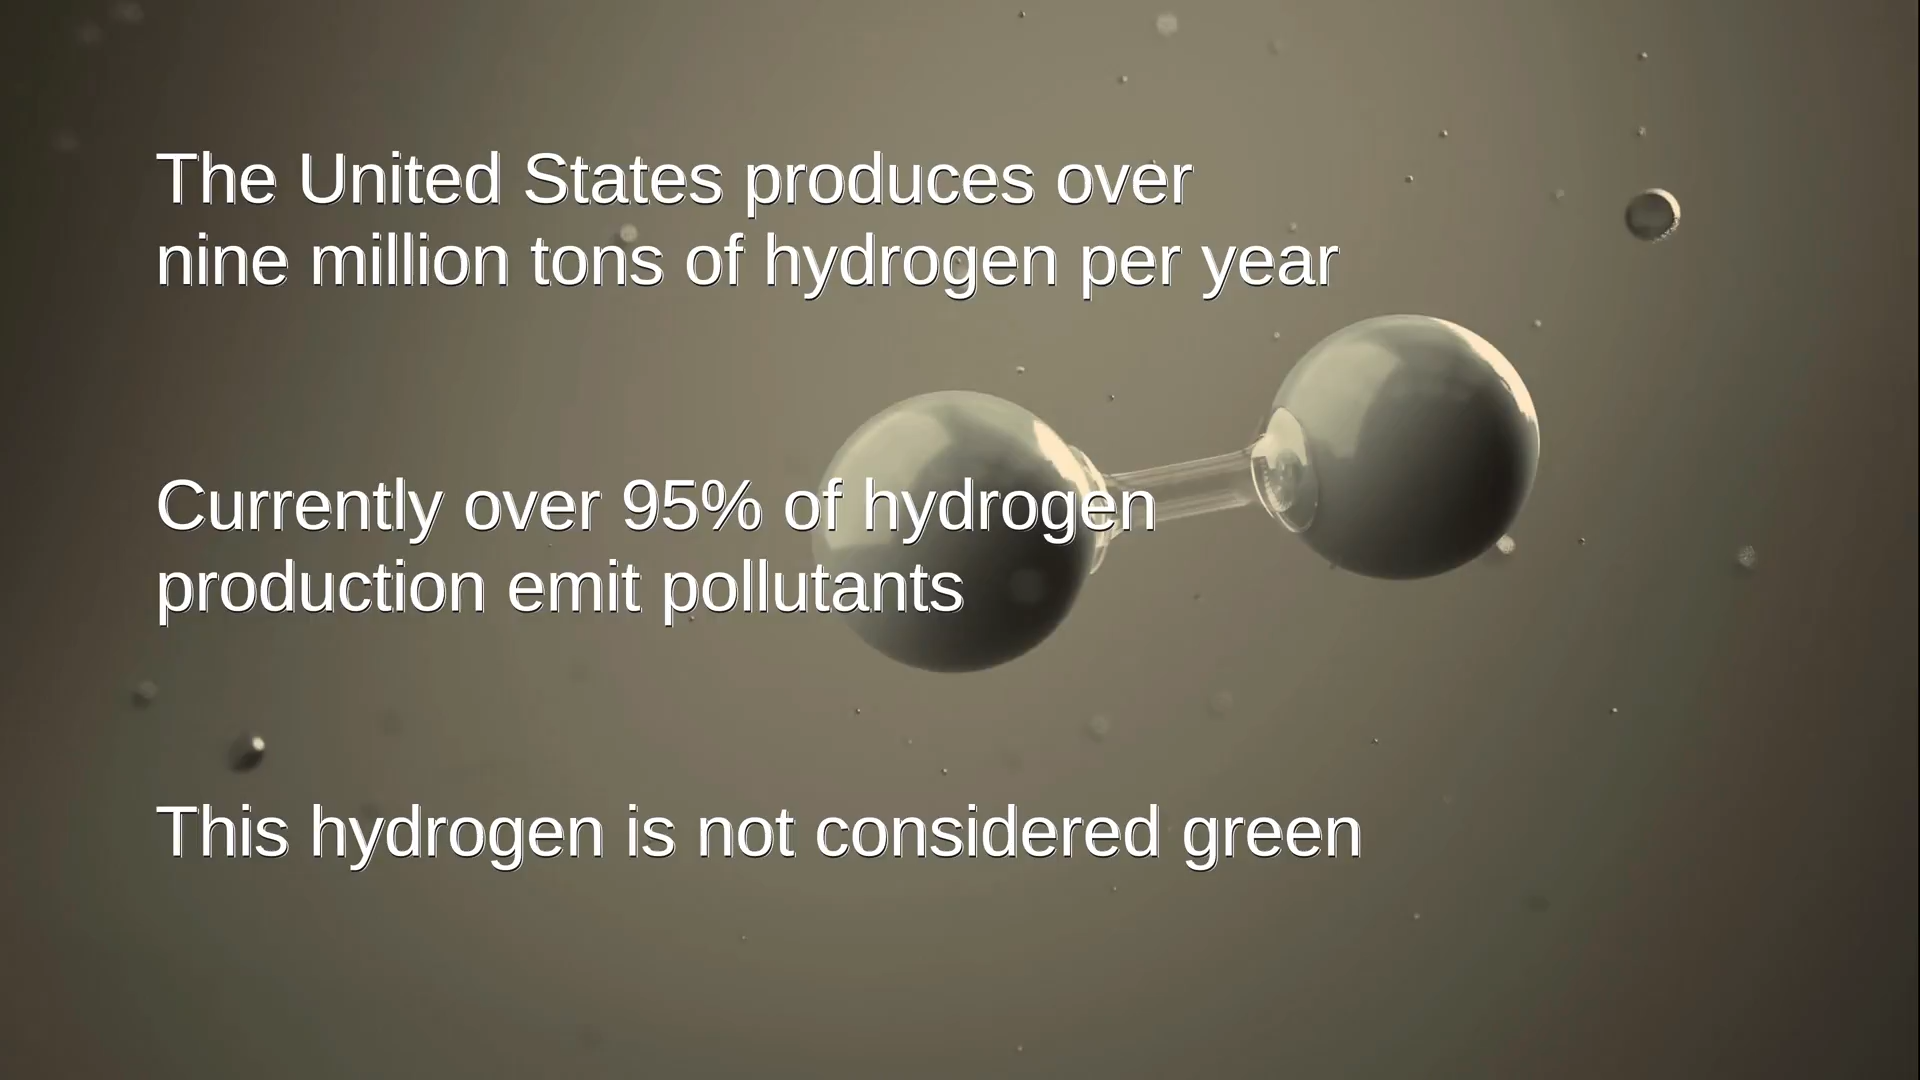 The United States produces over
nine million tons of hydrogen per year
Currently over 95% of hydrogen
production emit pollutants
This hydrogen is not considered green